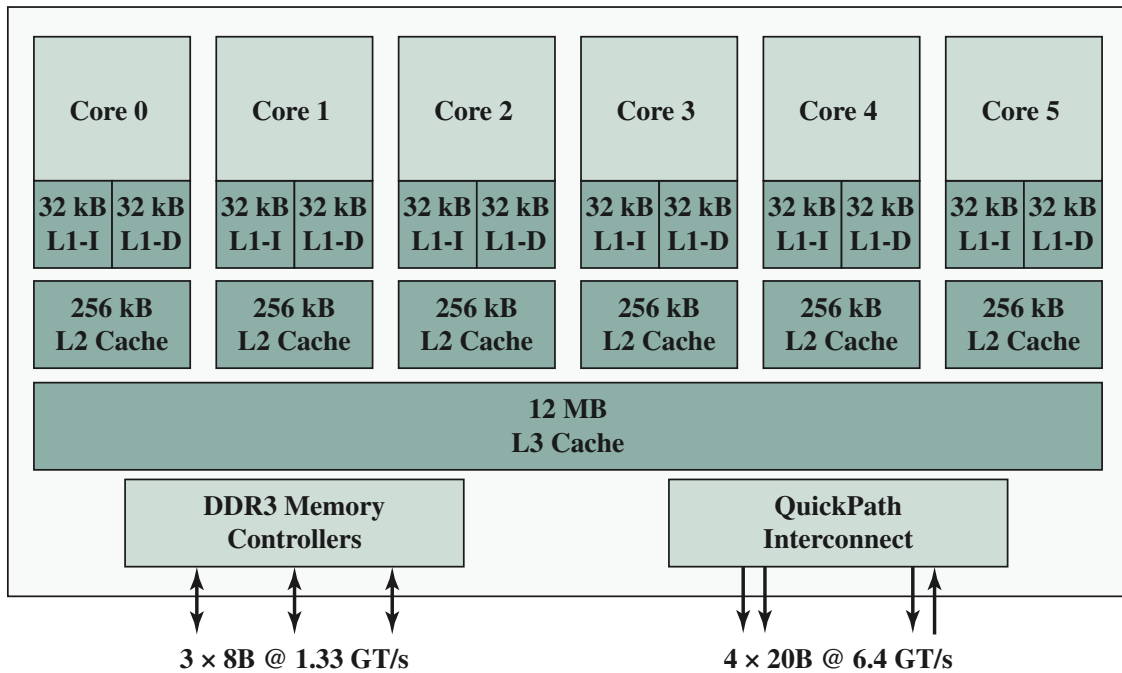 Core 0
Core 1
Core 2
Core 3
Core 4
Core 5
32 kB
L1-I
32 kB
L1-D
32 kB
L1-I
32 kB
L1-D
32 kB
L1-I
32 kB
L1-D
32 kB
L1-I
32 kB
L1-D
32 kB
L1-I
32 kB
L1-D
32 kB
L1-I
32 kB
L1-D
256 kB
L2 Cache
256 kB
L2 Cache
256 kB
L2 Cache
256 kB
L2 Cache
256 kB
L2 Cache
256 kB
L2 Cache
12 MB
L3 Cache
DDR3 Memory
Controllers
QuickPath
Interconnect
3 × 8B @ 1.33 GT/s
4 × 20B @ 6.4 GT/s